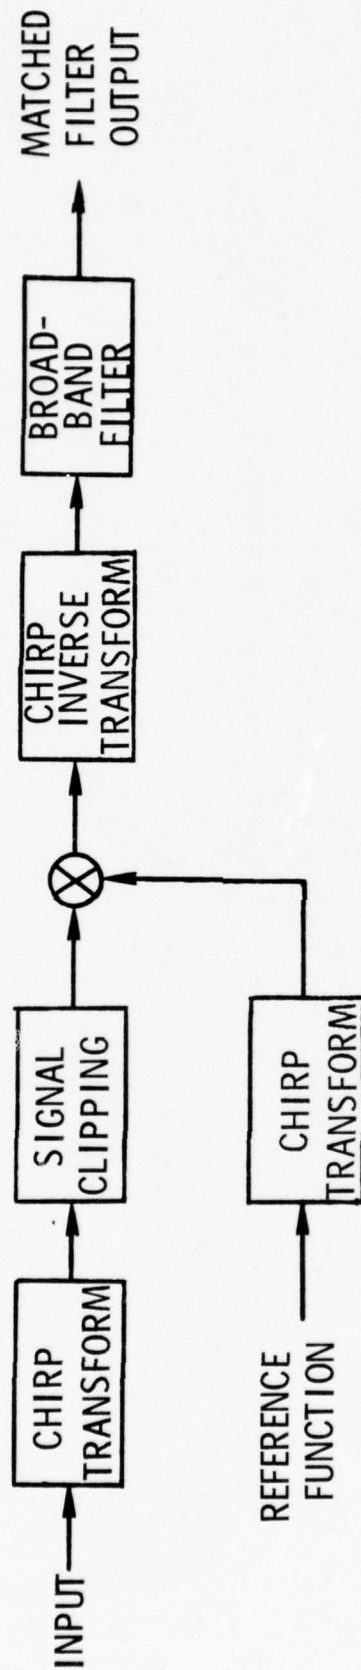 INPUT
CHIRP
TRANSFORM
SIGNAL
CLIPPING
CHIRP
INVERSE
TRANSFORM
BROAD-
BAND
FILTER
MATCHED
FILTER
OUTPUT
REFERENCE
FUNCTION
CHIRP
TRANSFORM